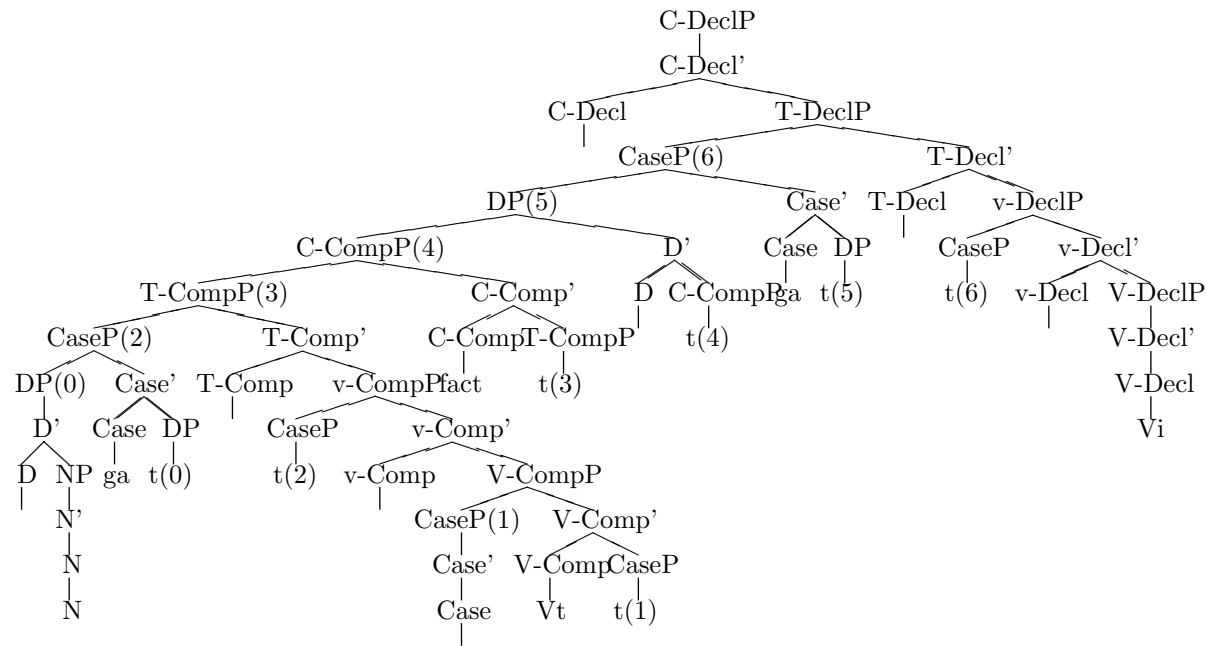 C-DeclP
C-Decl'
C-Decl T-DeclP
CaseP(6) T-Decl'
DP(5) Case' T-Decl v-DeclP
C-CompP(4) D' Case DP CaseP v-Decl'
T-CompP(3) C-Comp' D C-CompP ga t(5) t(6) v-Decl V-DeclP
CaseP(2) T-Comp' C-Comp T-CompP t(4) V-Decl'
DP(0) Case' T-Comp v-CompP fact t(3) V-Decl
D' Case DP CaseP v-Comp' Vi
D NP ga t(0) t(2) v-Comp V-CompP
N' CaseP(1) V-Comp'
N Case' V-Comp CaseP
N Case Vt t(1)